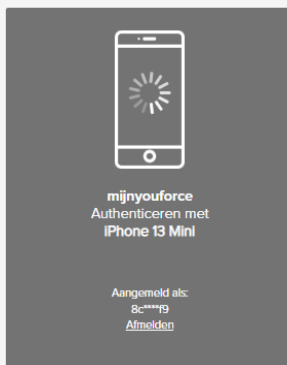 mijnyouforce
Authenticeren met
iPhone 13 Mini
Aangemeld als:
8c****f9
Afmelden